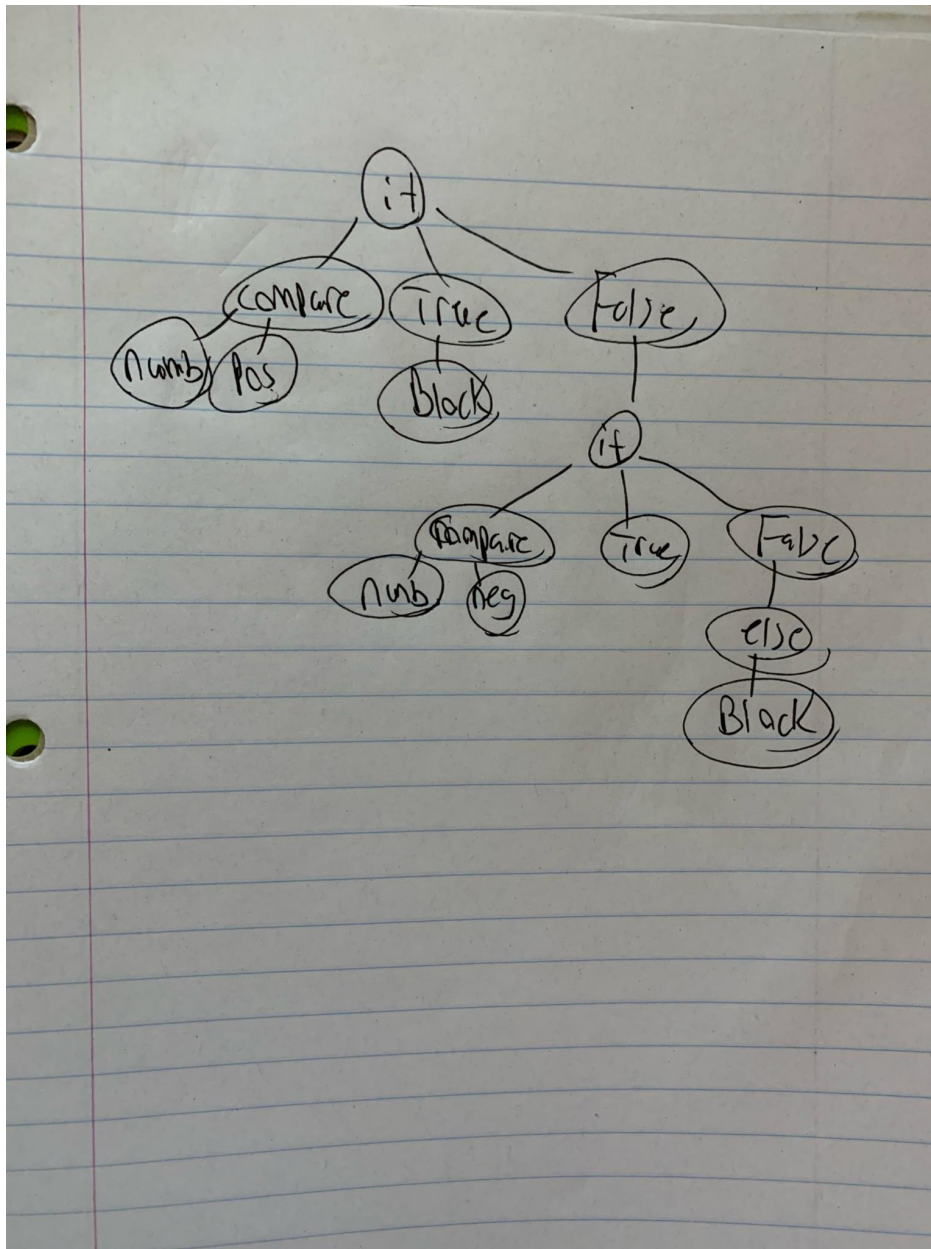 if
compare True False
numb pos Block
if
compare True False
numb neg else
Block